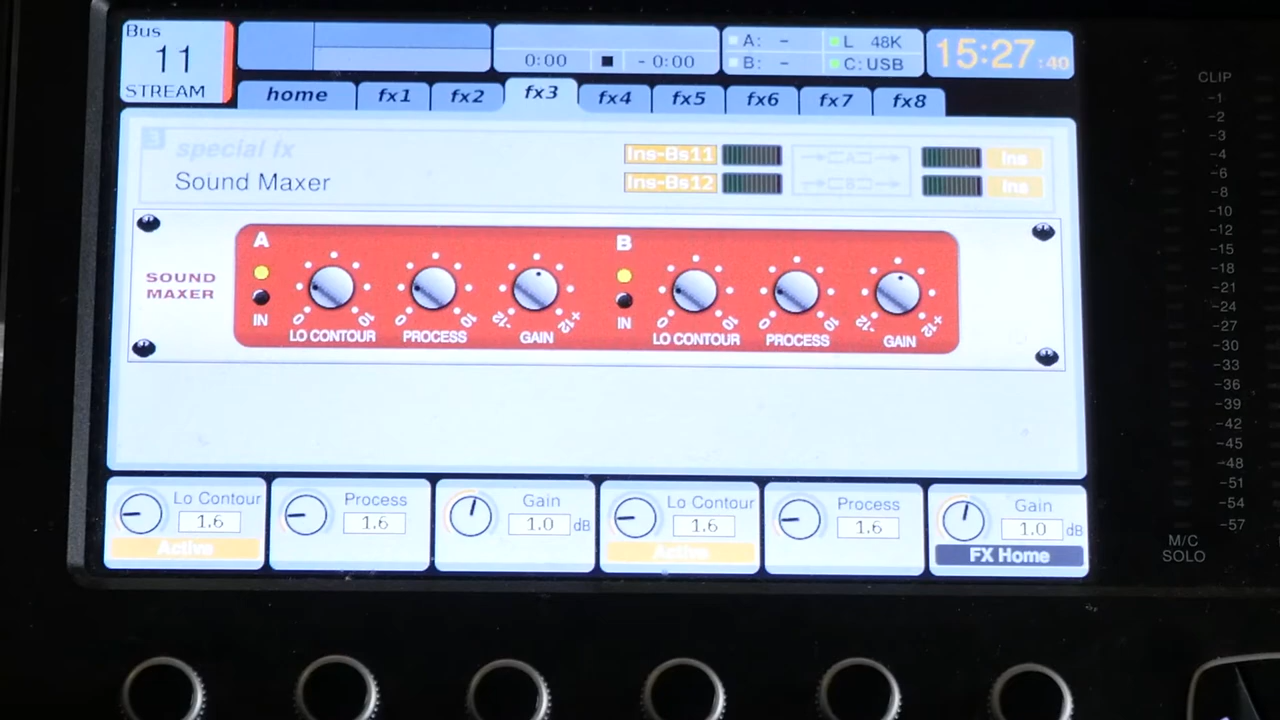 Bus
11
STREAM
0:00 - 0:00
A: - L 48K
B: - C: USB
15:27:40
home fx1 fx2 fx3 fx4 fx5 fx6 fx7 fx8
3
special fx
Sound Maxer
Ins-Bs11 A Ins
Ins-Bs12 B Ins
SOUND
MAXER
A
IN
0 10
LO CONTOUR
0 10
PROCESS
-12 +12
GAIN
B
IN
0 10
LO CONTOUR
0 10
PROCESS
-12 +12
GAIN
Lo Contour
1.6
Active
Process
1.6
Gain
1.0 dB
Lo Contour
1.6
Active
Process
1.6
Gain
1.0 dB
FX Home
CLIP
-1
-2
-3
-4
-6
-8
-10
-12
-15
-18
-21
-24
-27
-30
-33
-36
-39
-42
-45
-48
-51
-54
-57
M/C
SOLO